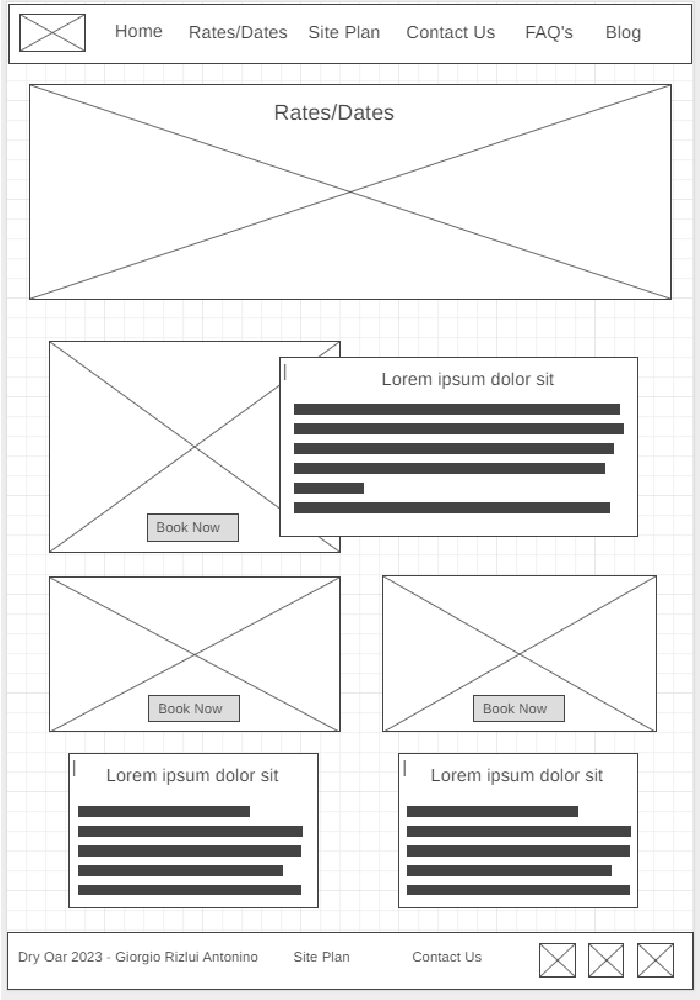 Home Rates/Dates Site Plan Contact Us FAQ's Blog
Rates/Dates
Lorem ipsum dolor sit
Book Now
Book Now
Book Now
Lorem ipsum dolor sit
Lorem ipsum dolor sit
Dry Oar 2023 - Giorgio Rizlui Antonino Site Plan Contact Us